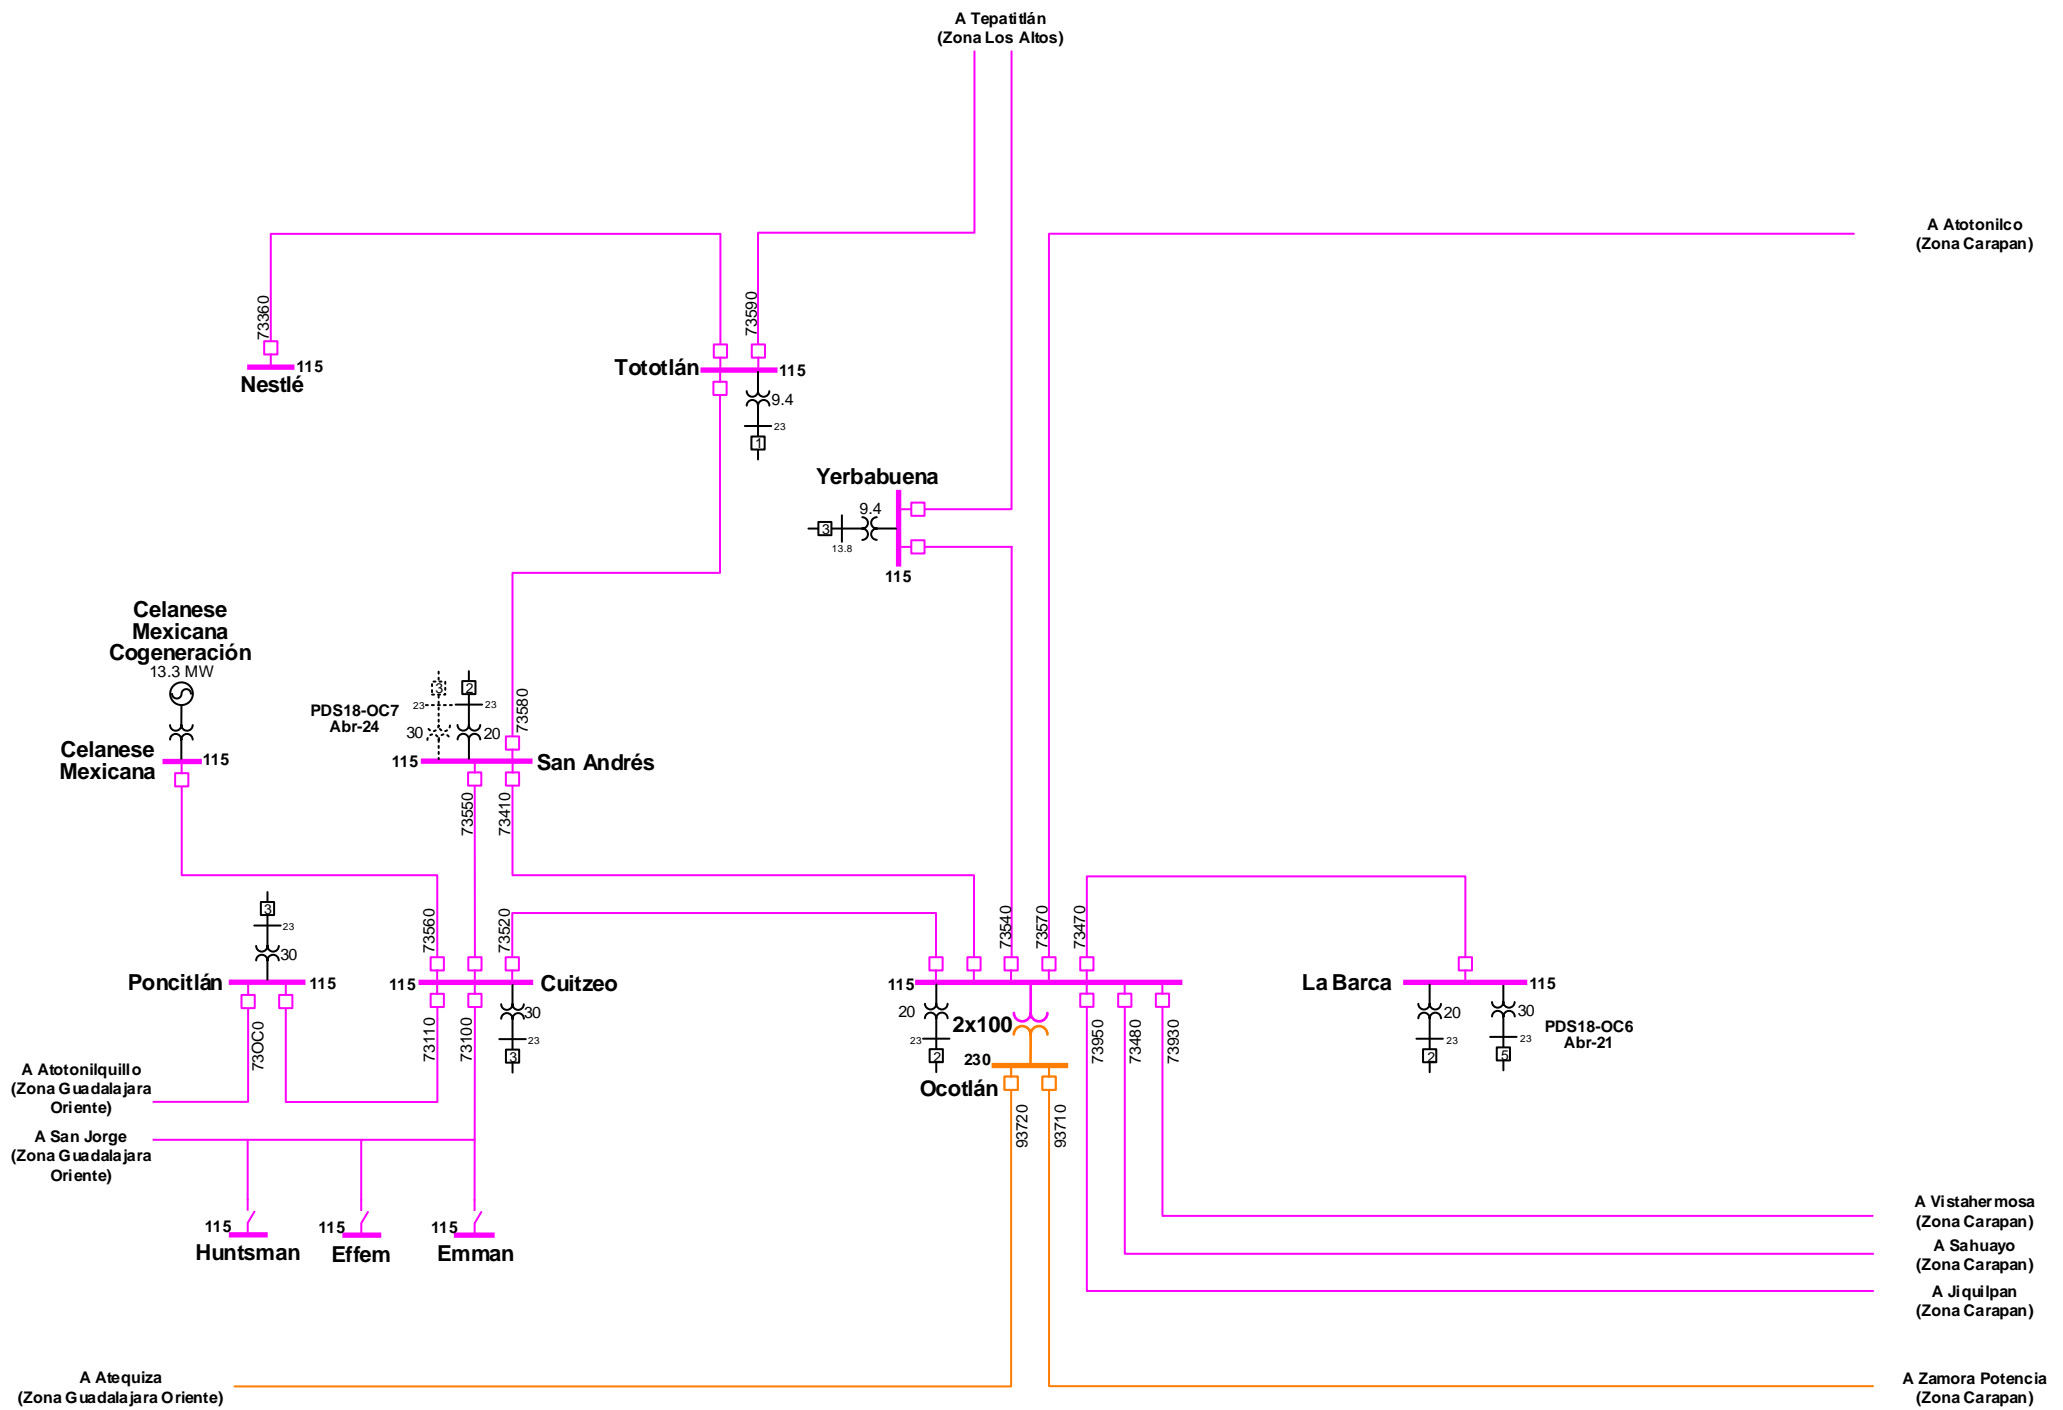 A Tepatitlán
(Zona Los Altos)
A Atotonilco
(Zona Carapan)
73360
73590
115
Nestlé
Tototlán
115
9.4
23
1
Yerbabuena
9.4
3
13.8
115
Celanese
Mexicana
Cogeneración
13.3 MW
Celanese
Mexicana
115
PDS18-OC7
Abr-24
3
2
23
23
30
20
73580
115
San Andrés
73550
73410
3
23
30
Poncitlán
115
73OC0
73560
73520
115
Cuitzeo
73110
73100
30
23
3
73540
73570
73470
115
20
23
2
2x100
230
Ocotlán
73950
73480
73930
93720
93710
La Barca
115
20
23
2
30
23
5
PDS18-OC6
Abr-21
A Atotonilquillo
(Zona Guadalajara
Oriente)
A San Jorge
(Zona Guadalajara
Oriente)
115
Huntsman
115
Effem
115
Emman
A Vistahermosa
(Zona Carapan)
A Sahuayo
(Zona Carapan)
A Jiquilpan
(Zona Carapan)
A Atequiza
(Zona Guadalajara Oriente)
A Zamora Potencia
(Zona Carapan)